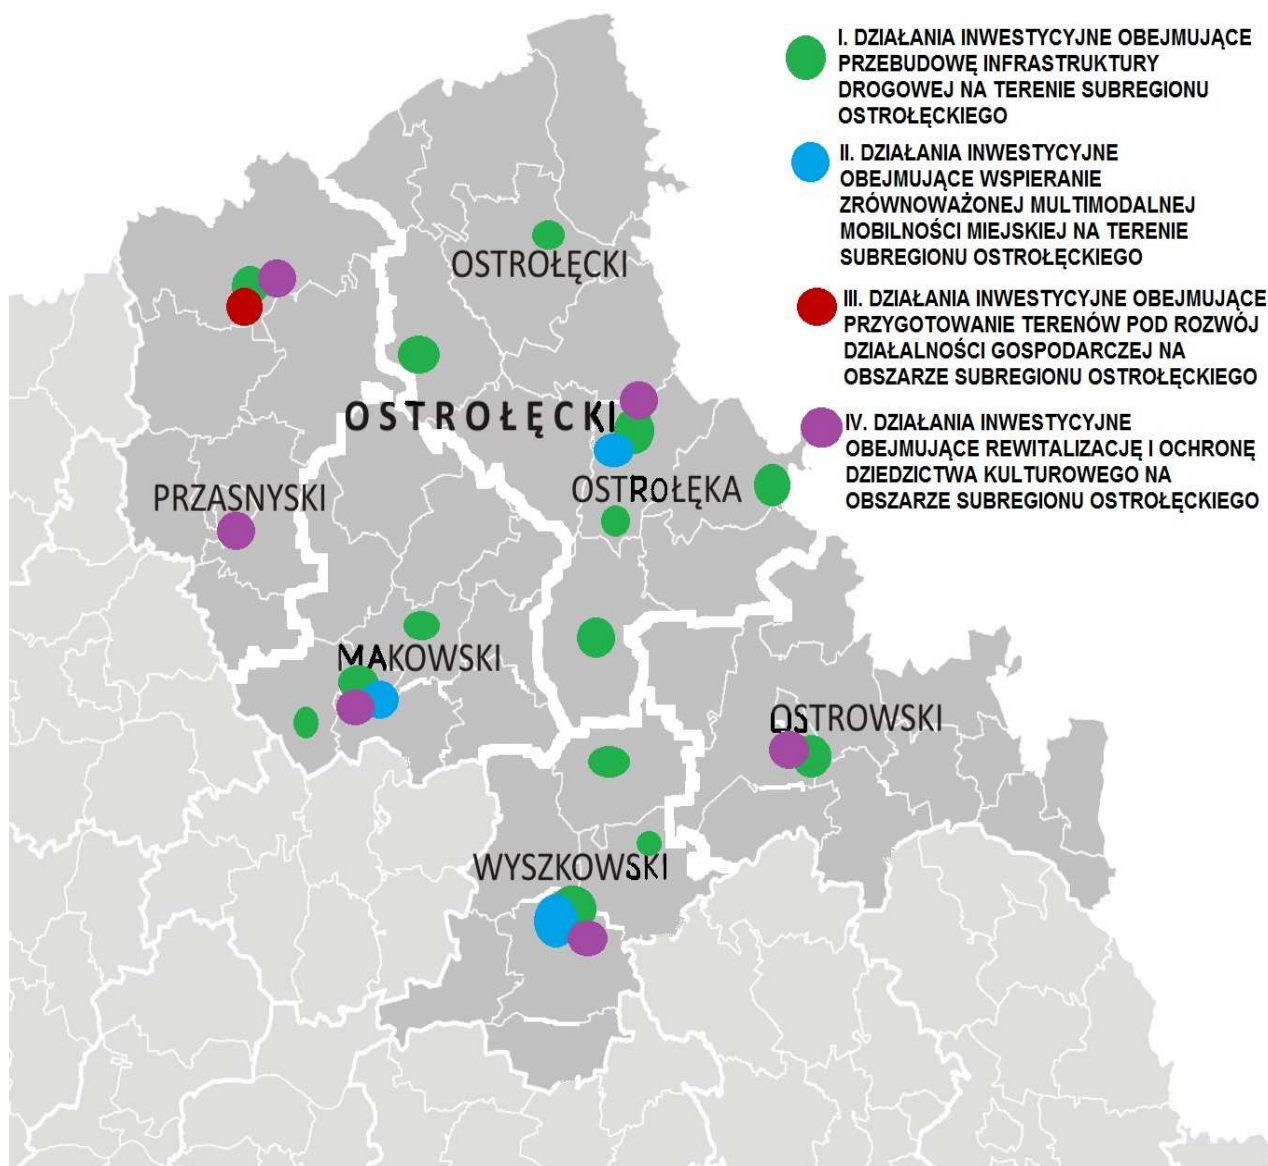 I. DZIAŁANIA INWESTYCYJNE OBEJMUJĄCE
PRZEBUDOWĘ INFRASTRUKTURY
DROGOWEJ NA TERENIE SUBREGIONU
OSTROŁĘCKIEGO
II. DZIAŁANIA INWESTYCYJNE
OBEJMUJĄCE WSPIERANIE
ZRÓWNOWAŻONEJ MULTIMODALNEJ
MOBILNOŚCI MIEJSKIEJ NA TERENIE
SUBREGIONU OSTROŁĘCKIEGO
III. DZIAŁANIA INWESTYCYJNE OBEJMUJĄCE
PRZYGOTOWANIE TERENÓW POD ROZWÓJ
DZIAŁALNOŚCI GOSPODARCZEJ NA
OBSZARZE SUBREGIONU OSTROŁĘCKIEGO
IV. DZIAŁANIA INWESTYCYJNE
OBEJMUJĄCE REWITALIZACJĘ I OCHRONĘ
DZIEDZICTWA KULTUROWEGO NA
OBSZARZE SUBREGIONU OSTROŁĘCKIEGO
OSTROŁĘCKI
OSTROŁĘCKI
OSTROŁĘKA
PRZASNYSKI
MAKOWSKI
OSTROWSKI
WYSZKOWSKI